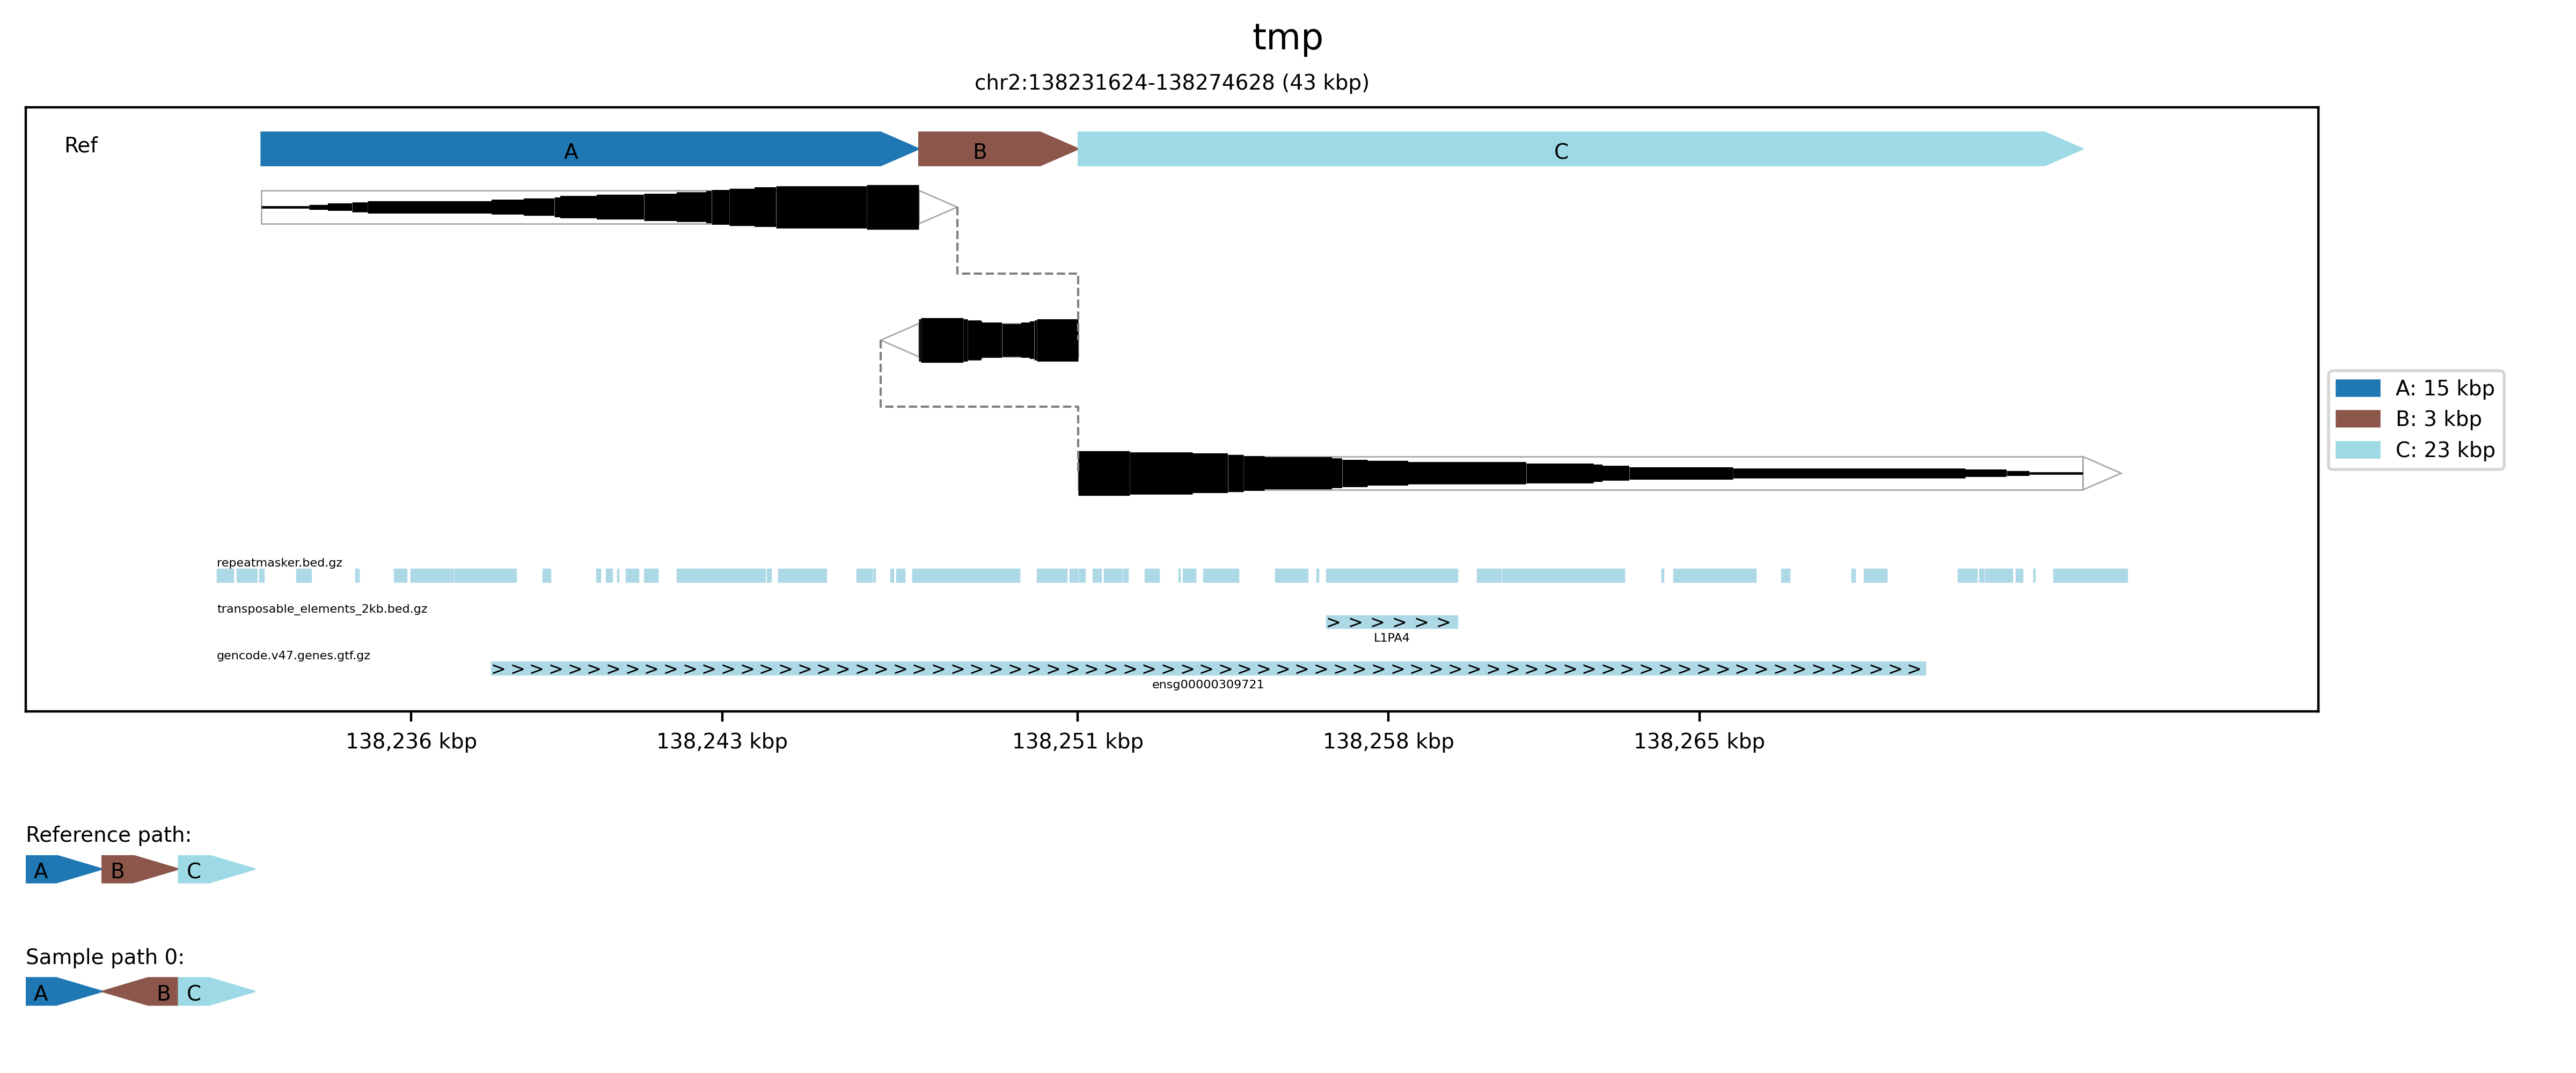 tmp
chr2:138231624-138274628 (43 kbp)
Ref
A B C
A: 15 kbp
B: 3 kbp
C: 23 kbp
repeatmasker.bed.gz
transposable_elements_2kb.bed.gz
> > > > > >
L1PA4
gencode.v47.genes.gtf.gz
> > > > > > > > > > > > > > > > > > > > > > > > > > > > > > > > > > > > > > > > > > > > > > > > > > > > > > > > > > > > > > > > > > > > > > > > > > >
ensg00000309721
138,236 kbp 138,243 kbp 138,251 kbp 138,258 kbp 138,265 kbp
Reference path:
A B C
Sample path 0:
A B C